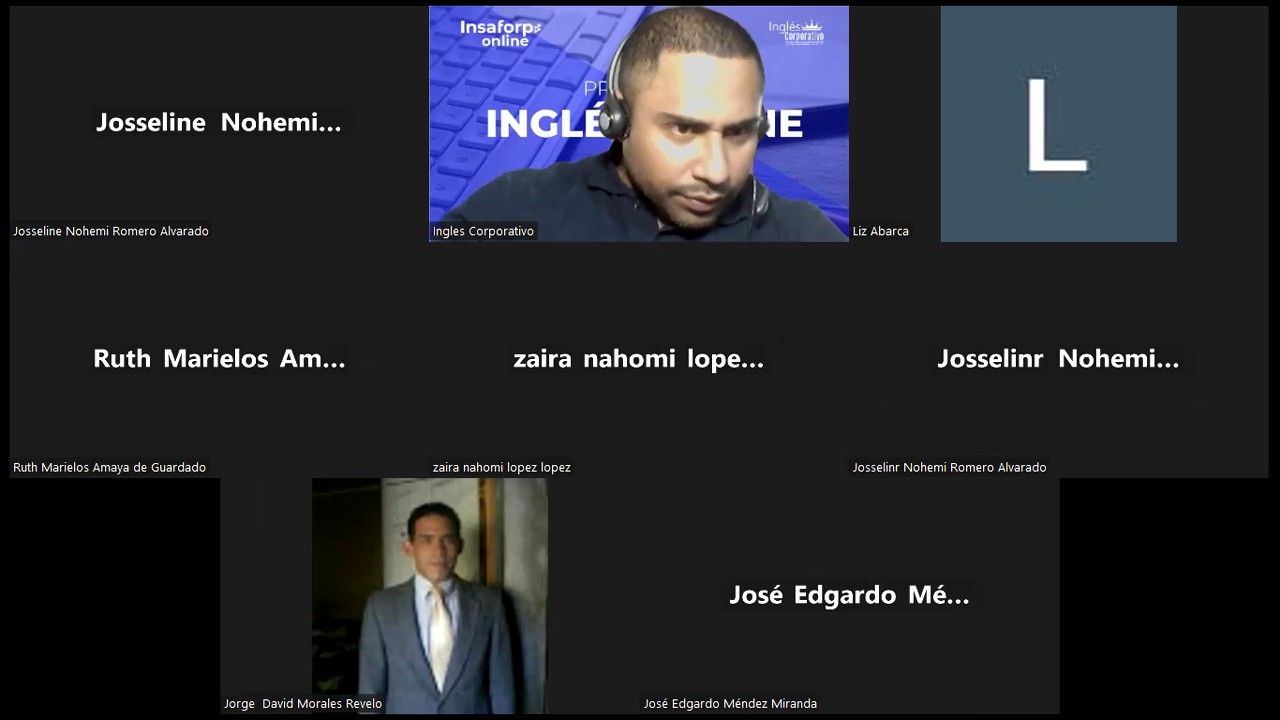 Josseline Nohemi...
Josseline Nohemi Romero Alvarado
Insaforp
online
Inglés
Corporativo
PR
INGLÉ NE
Ingles Corporativo
L
Liz Abarca
Ruth Marielos Am...
Ruth Marielos Amaya de Guardado
zaira nahomi lope...
zaira nahomi lopez lopez
Josselinr Nohemi...
Josselinr Nohemi Romero Alvarado
Jorge David Morales Revelo
José Edgardo Mé...
José Edgardo Méndez Miranda